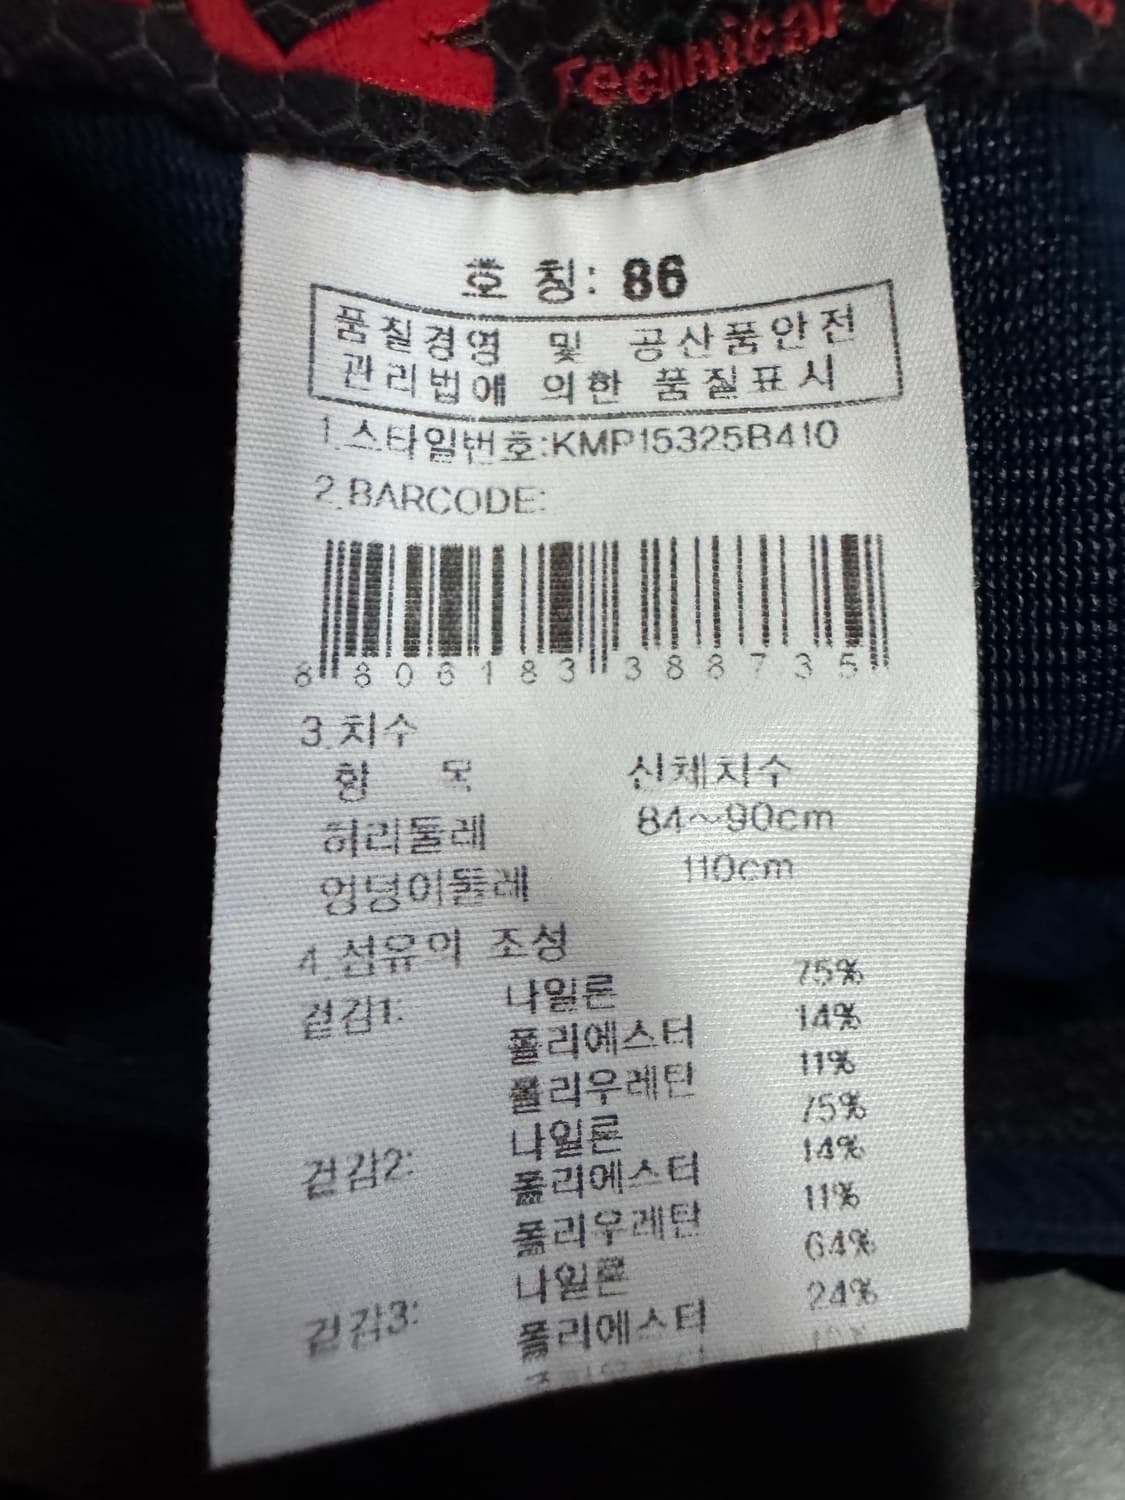 Technical
호 칭: 86
품질경영 및 공산품안전
관리법에 의한 품질표시
1.스타일번호:KMP15325B410
2.BARCODE:
8 806183 388735
3.치수
항 목 신체치수
허리둘레 84~90cm
엉덩이둘레 110cm
4.섬유의 조성
겉감1: 나일론 75%
폴리에스터 14%
폴리우레탄 11%
겉감2: 나일론 75%
폴리에스터 14%
폴리우레탄 11%
겉감3: 나일론 64%
폴리에스터 24%